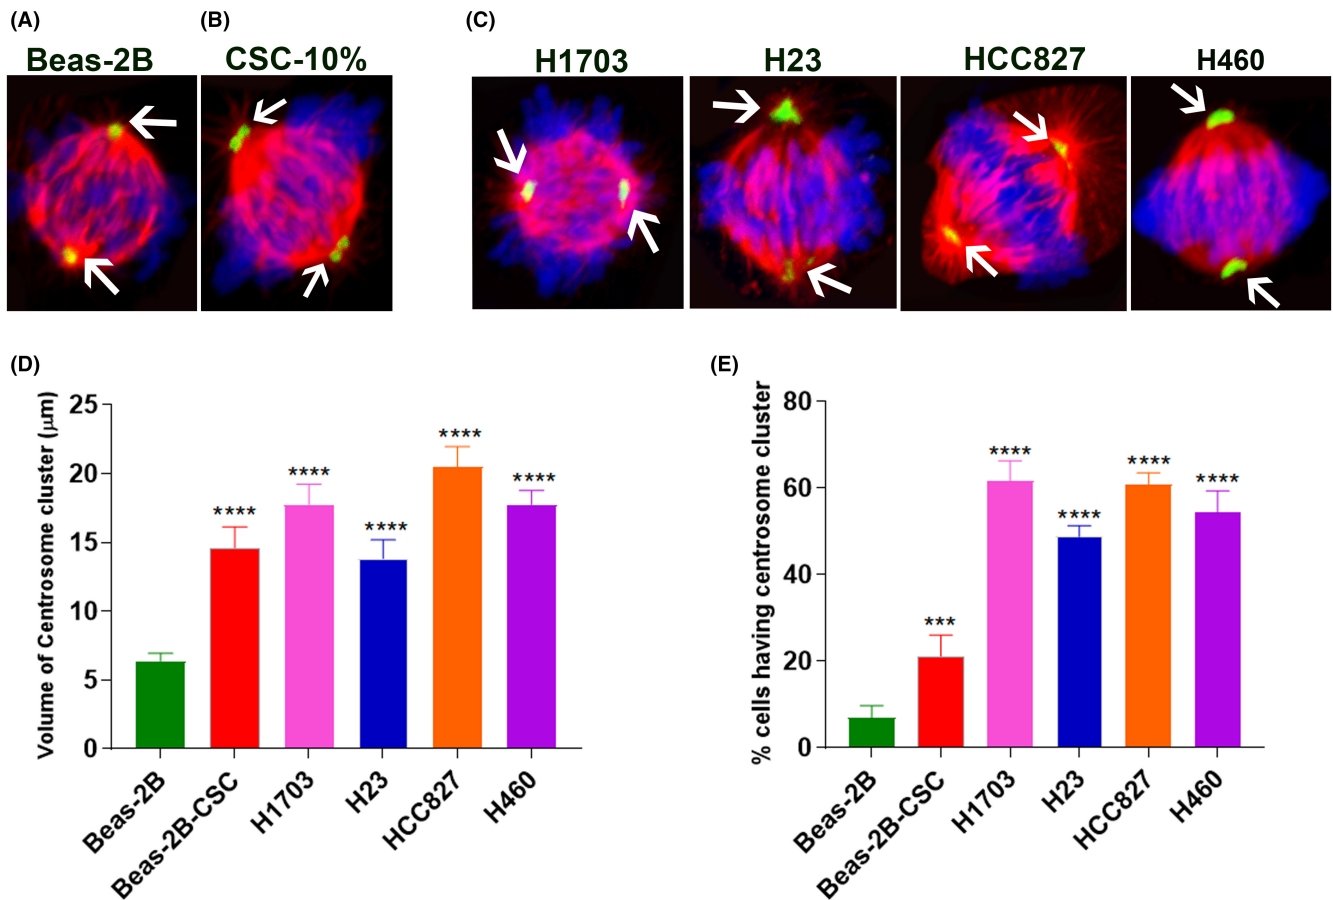 (A)
(B)
(C)
Beas-2B
CSC-10%
H1703
H23
HCC827
H460
(D)
(E)
Volume of Centrosome cluster (μm)
25
20
15
10
5
0
****
****
****
****
****
Beas-2B
Beas-2B-CSC
H1703
H23
HCC827
H460
% cells having centrosome cluster
80
60
40
20
0
***
****
****
****
****
Beas-2B
Beas-2B-CSC
H1703
H23
HCC827
H460